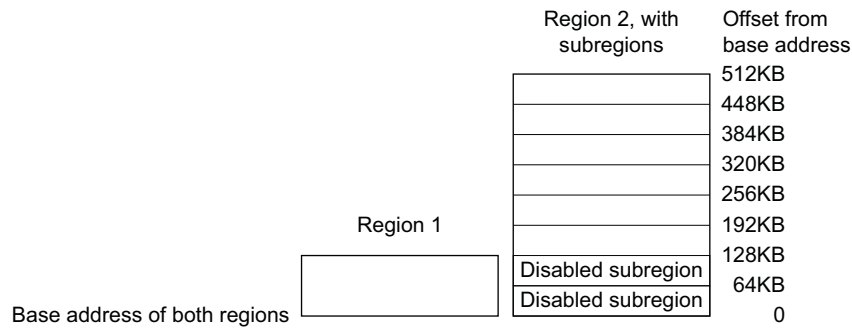 Region 2, with
subregions
Offset from
base address
512KB
448KB
384KB
320KB
256KB
Region 1
192KB
128KB
Disabled subregion
64KB
Disabled subregion
Base address of both regions
0